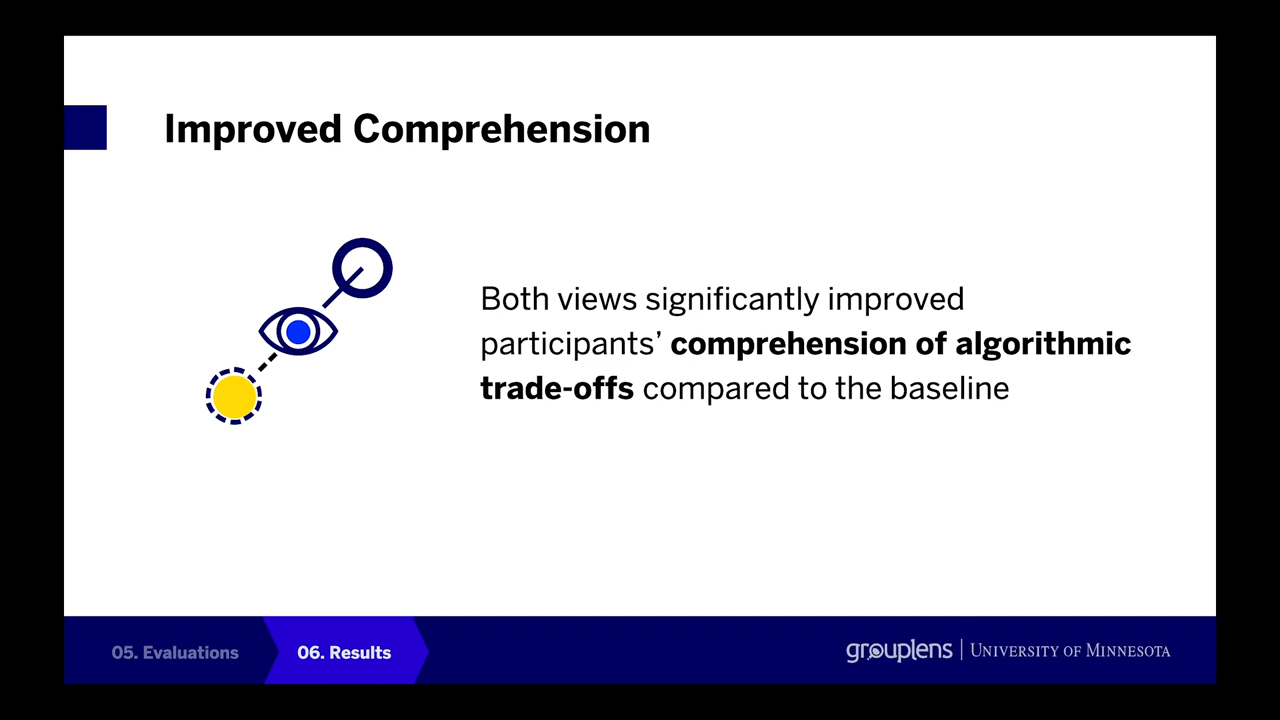 Improved Comprehension
Both views significantly improved
participants’ comprehension of algorithmic
trade-offs compared to the baseline
05. Evaluations
06. Results
grouplens | University of Minnesota